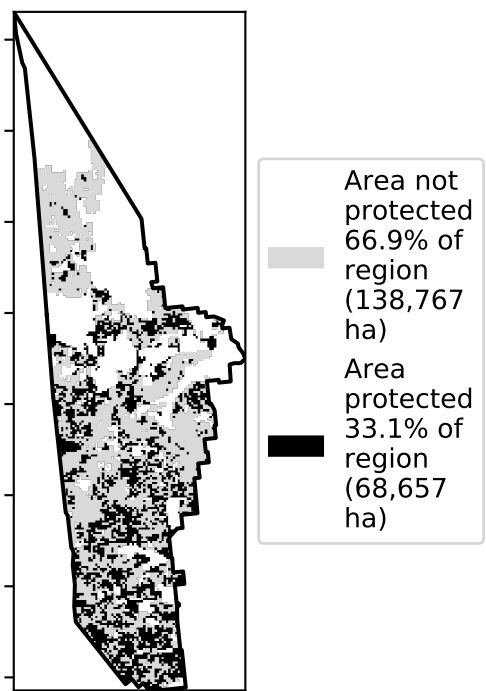 Area not
protected
66.9% of
region
(138,767
ha)
Area
protected
33.1% of
region
(68,657
ha)